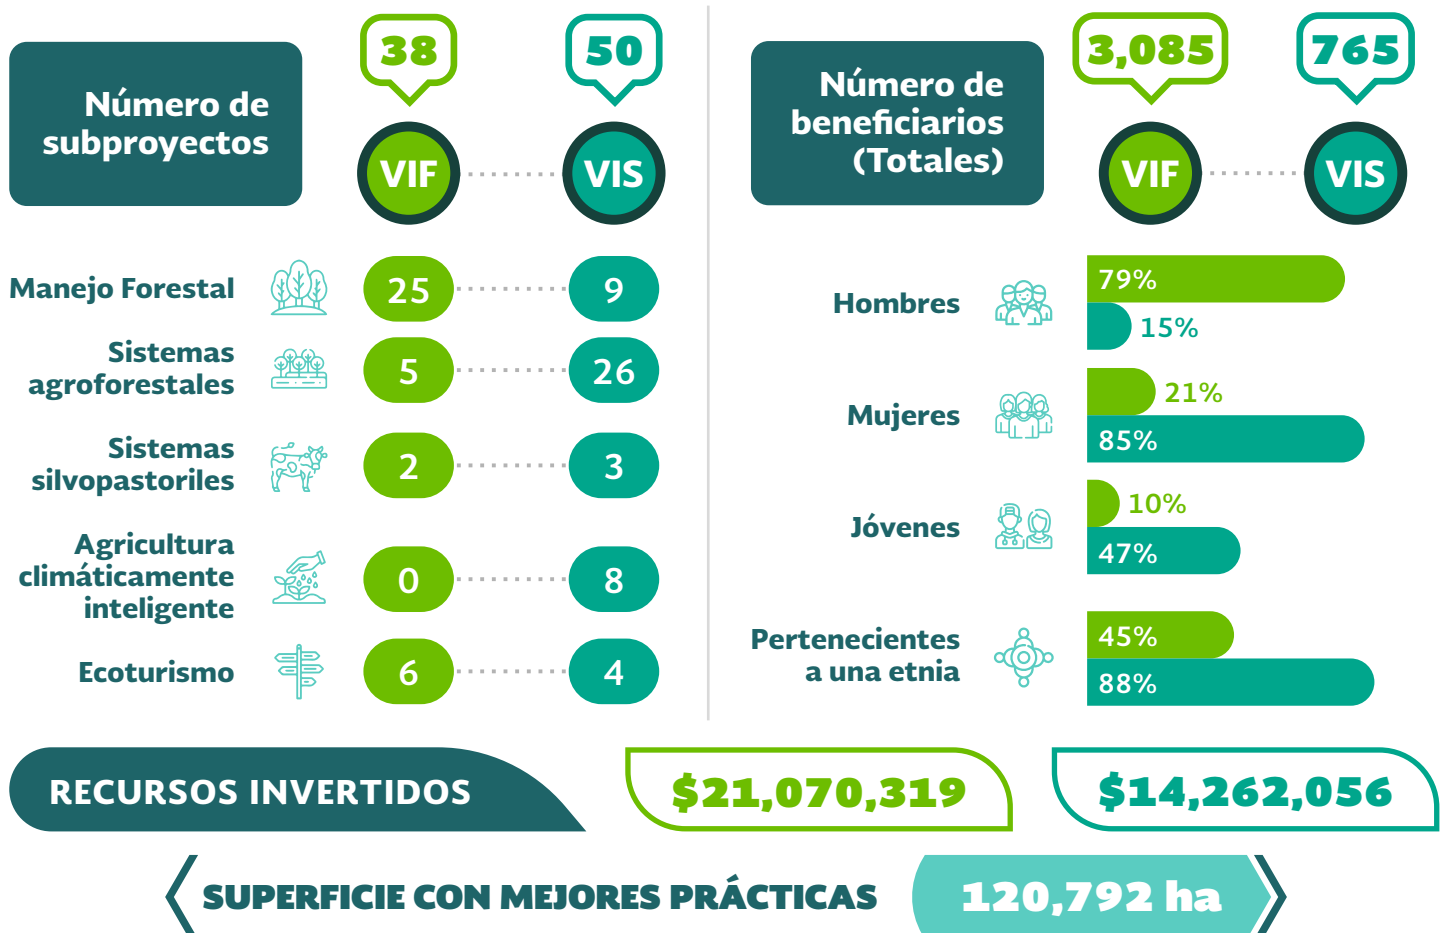 Número de
subproyectos
38
50
VIF
VIS
Manejo Forestal
25
9
Sistemas
agroforestales
5
26
Sistemas
silvopastoriles
2
3
Agricultura
climáticamente
inteligente
0
8
Ecoturismo
6
4
Número de
beneficiarios
(Totales)
3,085
765
VIF
VIS
Hombres
79%
15%
Mujeres
21%
85%
Jóvenes
10%
47%
Pertenecientes
a una etnia
45%
88%
RECURSOS INVERTIDOS
$21,070,319
$14,262,056
SUPERFICIE CON MEJORES PRÁCTICAS
120,792 ha